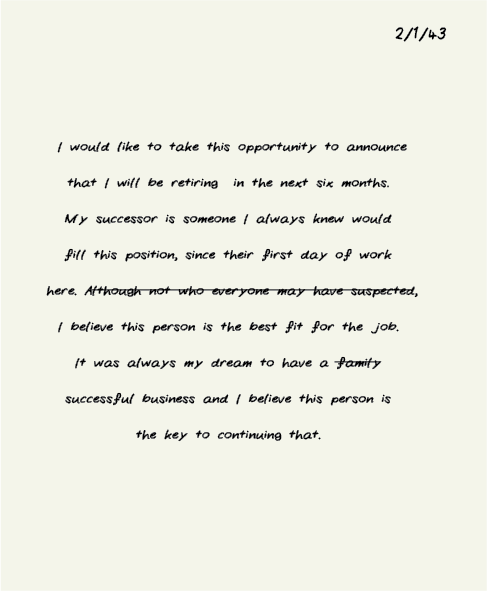 2/1/43
I would like to take this opportunity to announce
that I will be retiring in the next six months.
My successor is someone I always knew would
fill this position, since their first day of work
here. Although not who everyone may have suspected,
I believe this person is the best fit for the job.
It was always my dream to have a family
successful business and I believe this person is
the key to continuing that.